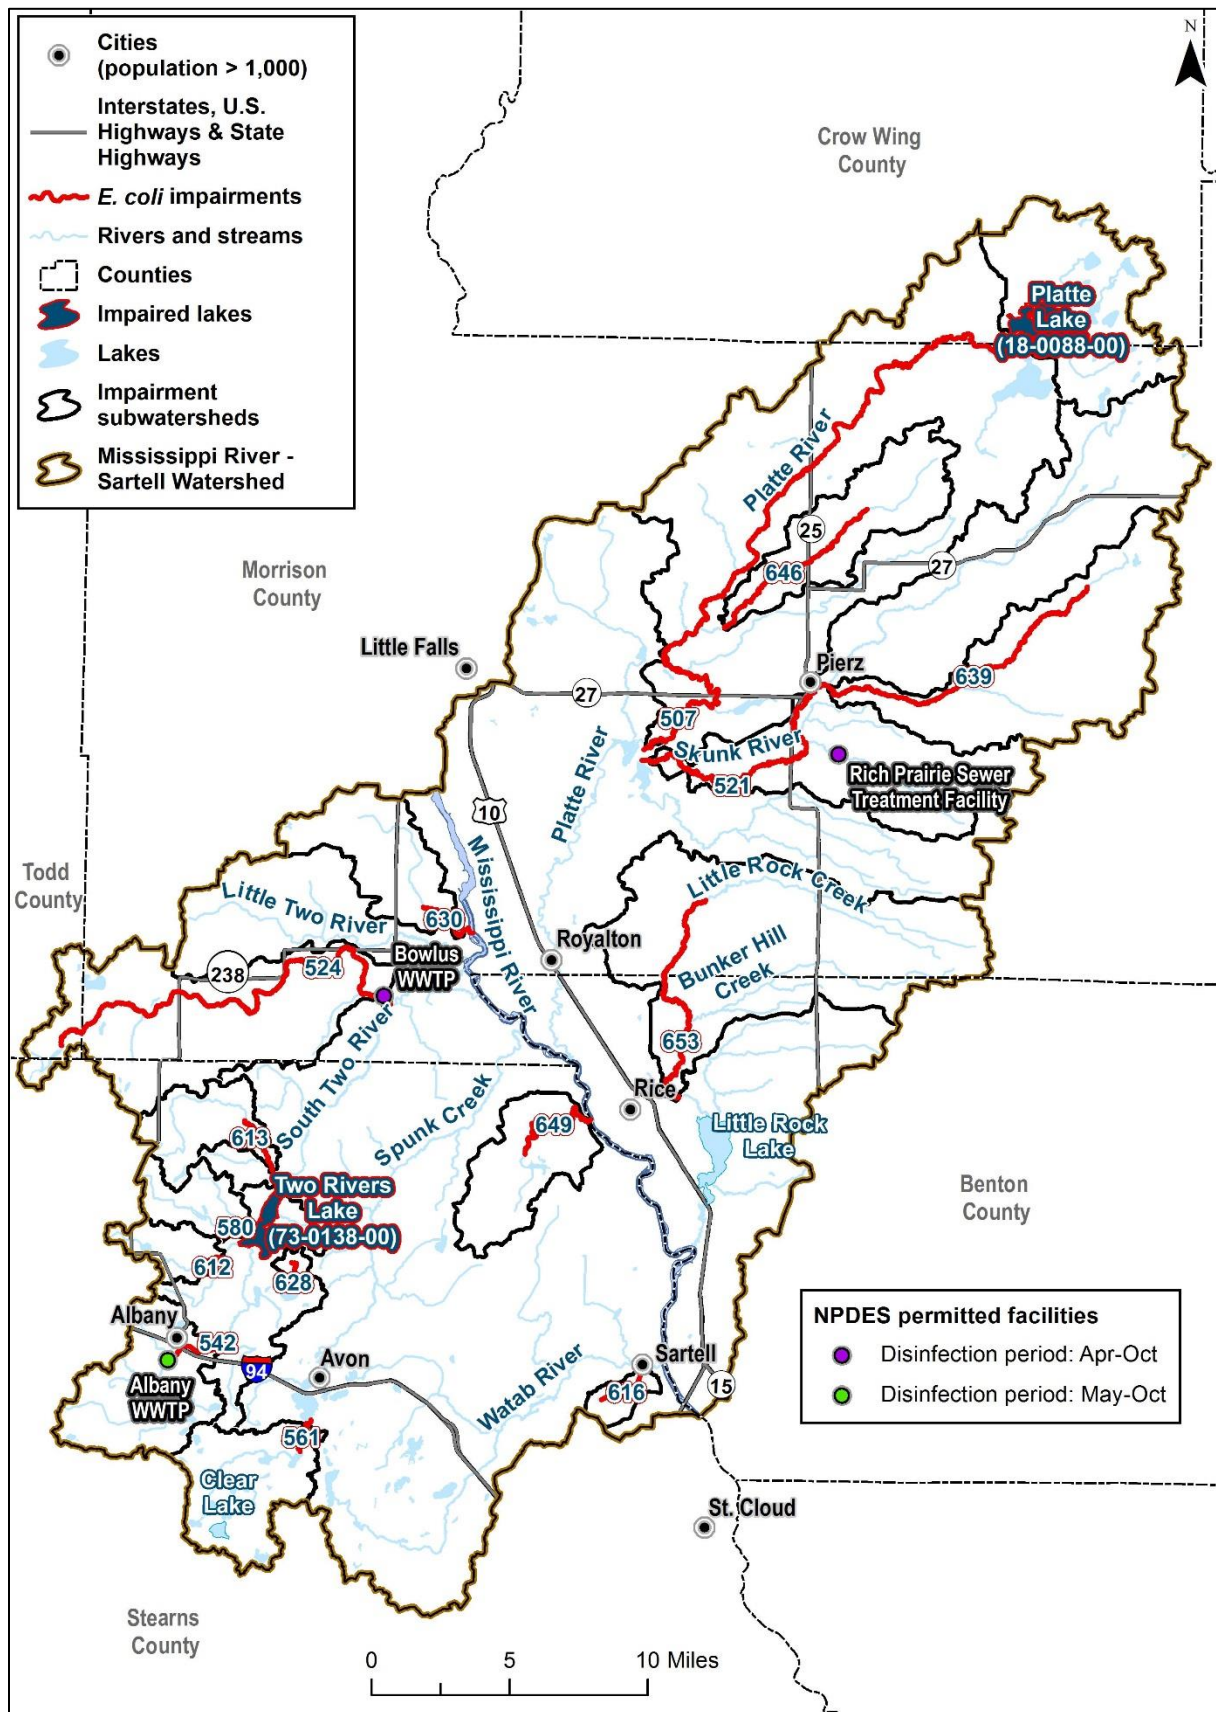 Cities
(population > 1,000)
Interstates, U.S.
Highways & State
Highways
E. coli impairments
Rivers and streams
Counties
Impaired lakes
Lakes
Impairment
subwatersheds
Mississippi River -
Sartell Watershed
N
Crow Wing
County
Platte
Lake
(18-0088-00)
Platte River
25
646
27
Morrison
County
Little Falls
Pierz
639
27
507
Skunk River
521
Rich Prairie Sewer
Treatment Facility
Platte River
10
Mississippi River
Todd
County
Little Two River
630
Little Rock Creek
Royalton
Bunker Hill
Creek
Bowlus
WWTP
524
238
South Two River
653
Rice
Spunk Creek
649
Little Rock
Lake
613
Two Rivers
Lake
(73-0138-00)
580
612
628
Benton
County
Albany
542
94
Avon
Albany
WWTP
Sartell
616
15
Watab River
561
Clear
Lake
NPDES permitted facilities
Disinfection period: Apr-Oct
Disinfection period: May-Oct
St. Cloud
Stearns
County
0
5
10 Miles